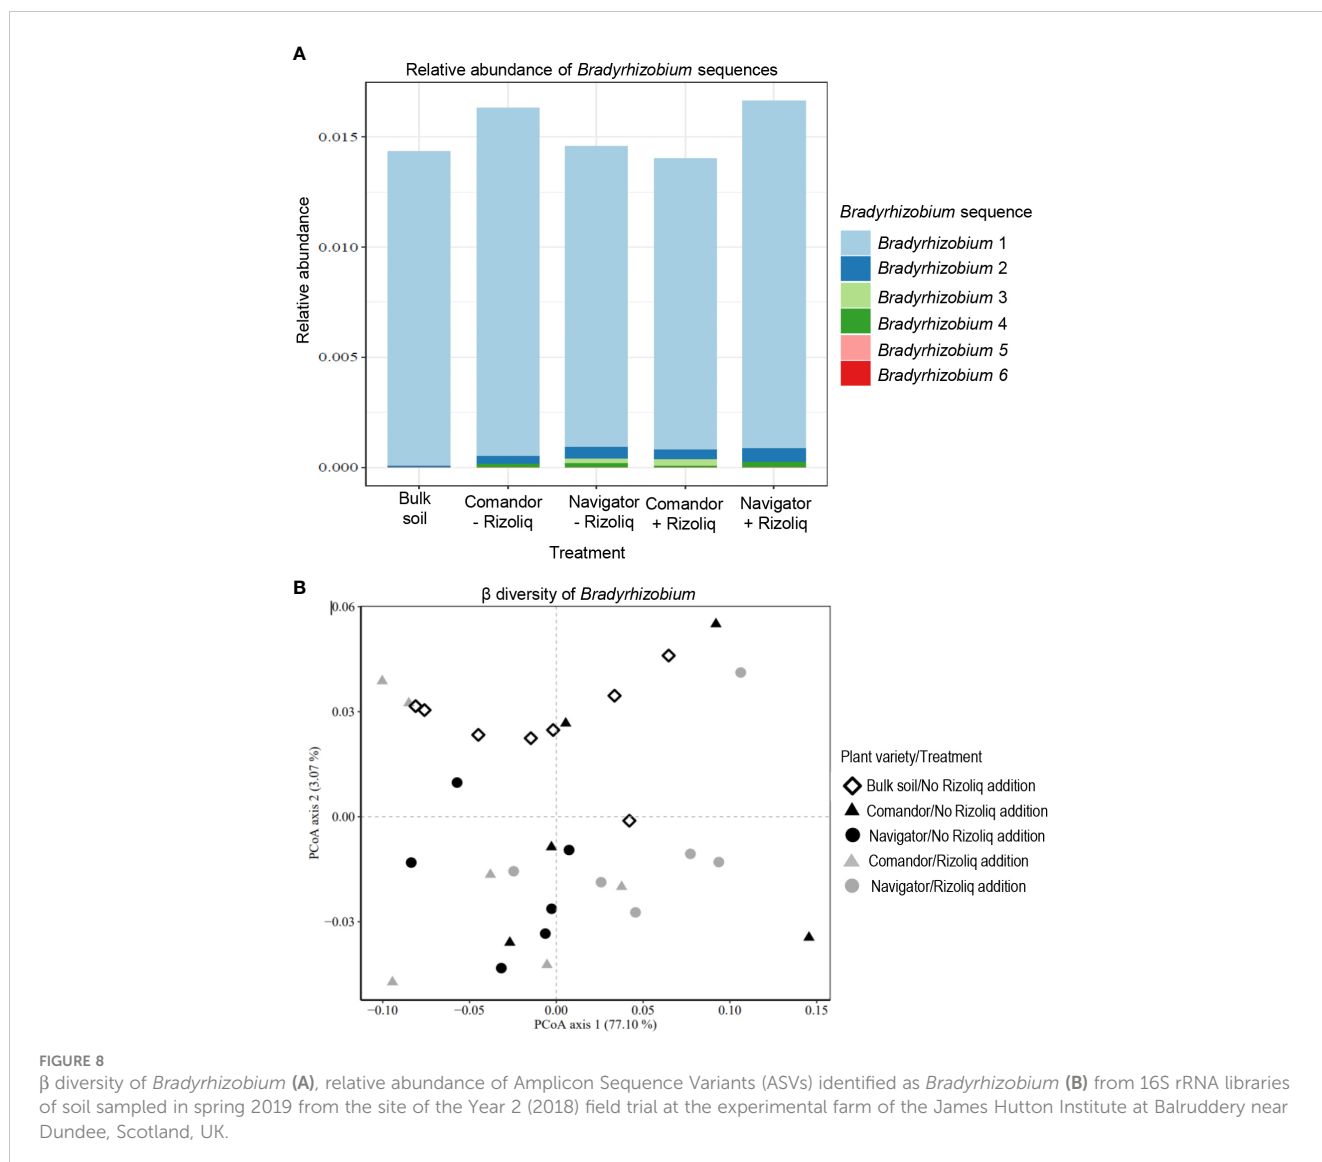 A
Relative abundance of Bradyrhizobium sequences
0.015
0.010
0.005
0.000
Relative abundance
Bulk soil
Comandor - Rizoliq
Navigator - Rizoliq
Comandor + Rizoliq
Navigator + Rizoliq
Treatment
Bradyrhizobium sequence
Bradyrhizobium 1
Bradyrhizobium 2
Bradyrhizobium 3
Bradyrhizobium 4
Bradyrhizobium 5
Bradyrhizobium 6
B
β diversity of Bradyrhizobium
0.06
0.03
0.00
−0.03
PCoA axis 2 (3.07 %)
−0.10 −0.05 0.00 0.05 0.10 0.15
PCoA axis 1 (77.10 %)
Plant variety/Treatment
Bulk soil/No Rizoliq addition
Comandor/No Rizoliq addition
Navigator/No Rizoliq addition
Comandor/Rizoliq addition
Navigator/Rizoliq addition
FIGURE 8
β diversity of Bradyrhizobium (A), relative abundance of Amplicon Sequence Variants (ASVs) identified as Bradyrhizobium (B) from 16S rRNA libraries
of soil sampled in spring 2019 from the site of the Year 2 (2018) field trial at the experimental farm of the James Hutton Institute at Balruddery near
Dundee, Scotland, UK.